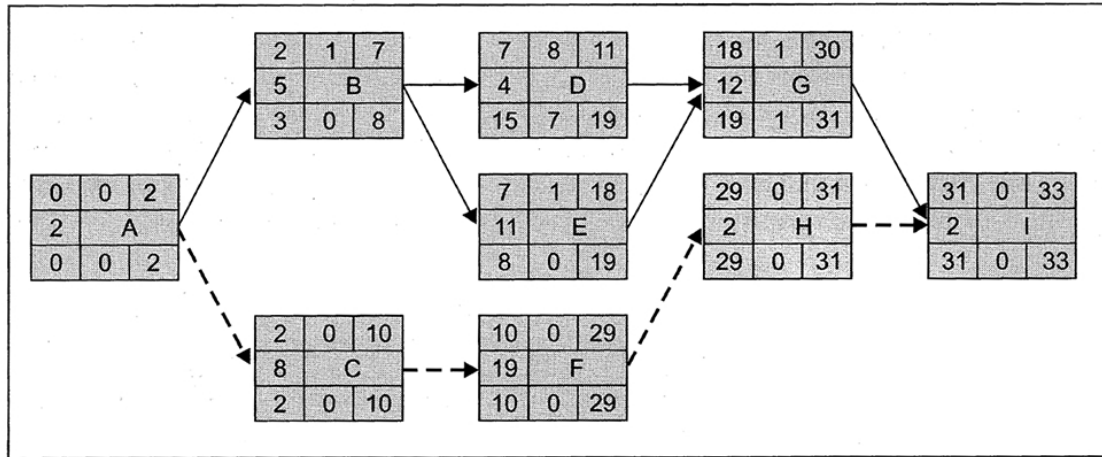 2 1 7
5 B
3 0 8
7 8 11
4 D
15 7 19
18 1 30
12 G
19 1 31
0 0 2
2 A
0 0 2
7 1 18
11 E
8 0 19
29 0 31
2 H
29 0 31
31 0 33
2 I
31 0 33
2 0 10
8 C
2 0 10
10 0 29
19 F
10 0 29